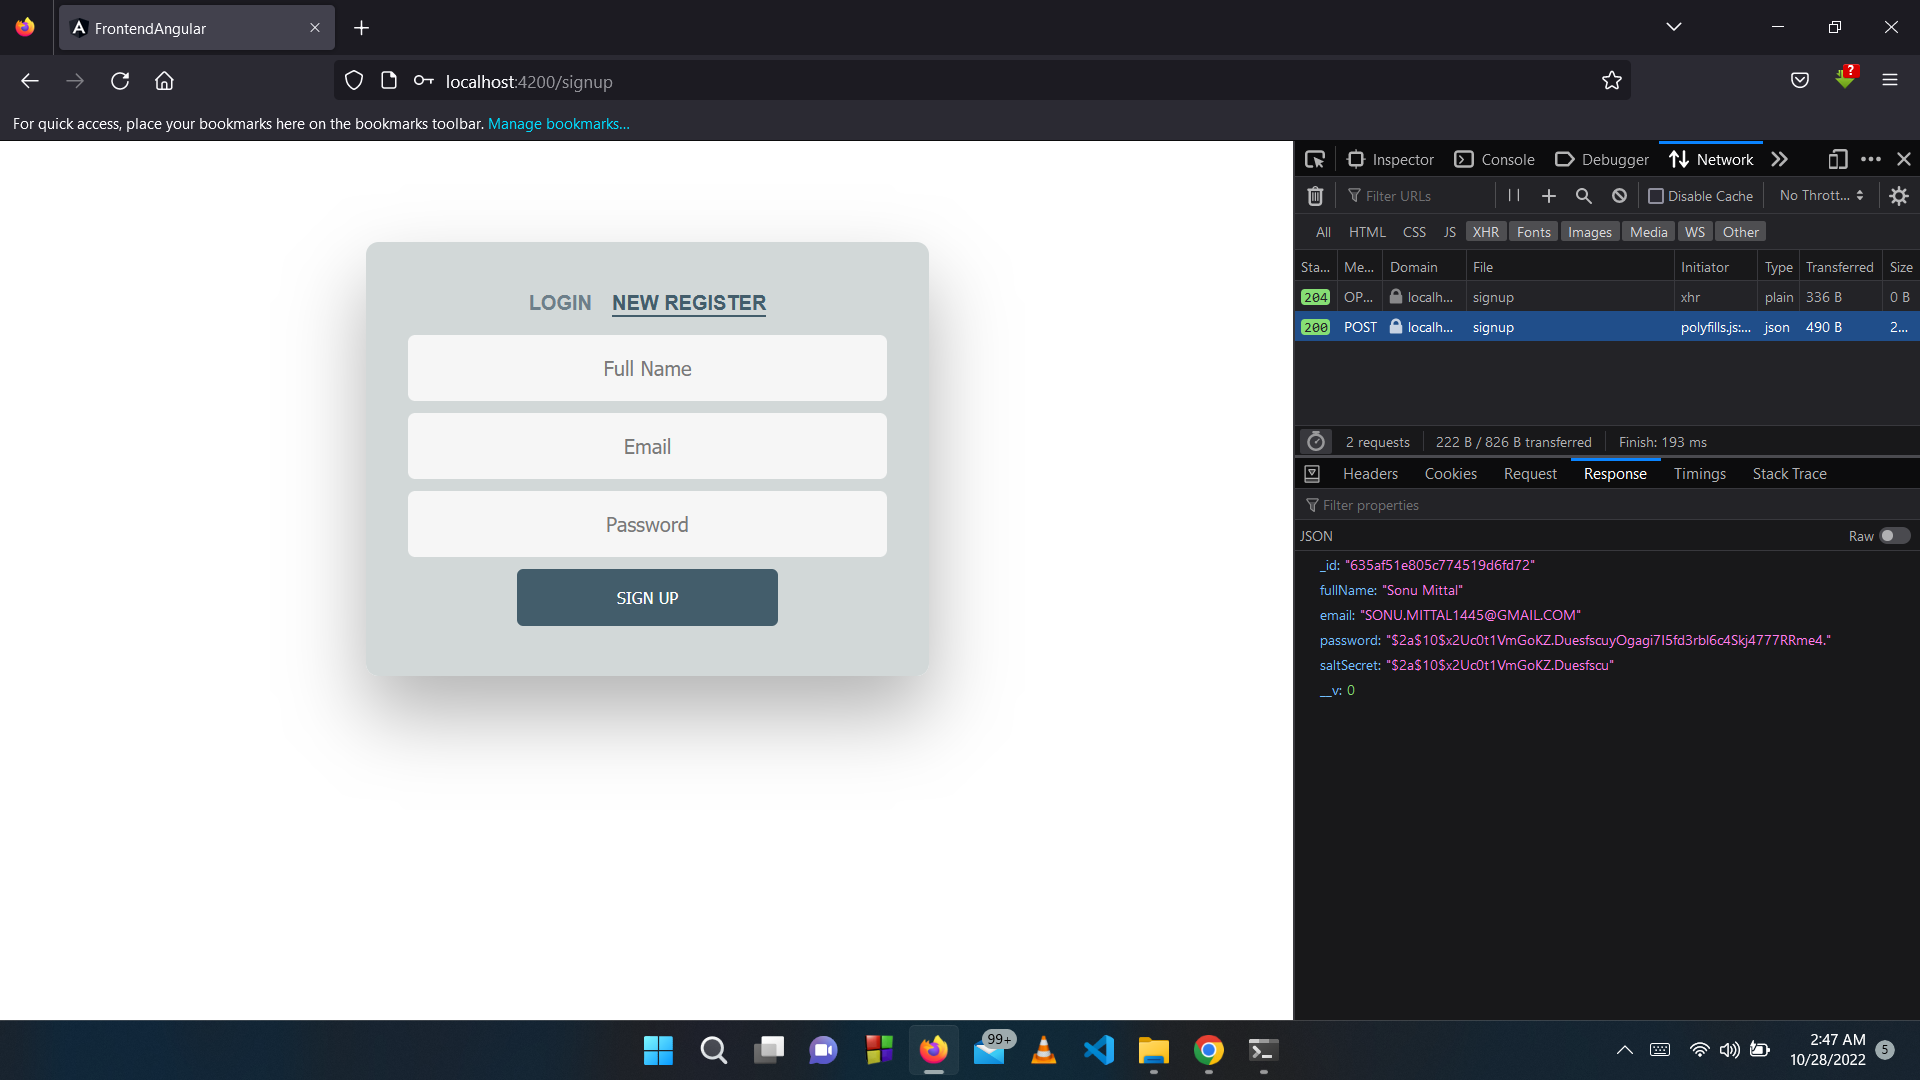 FrontendAngular
localhost:4200/signup
For quick access, place your bookmarks here on the bookmarks toolbar. Manage bookmarks...
LOGIN NEW REGISTER
Full Name
Email
Password
SIGN UP
Inspector Console Debugger Network
Filter URLs Disable Cache No Thrott...
All HTML CSS JS XHR Fonts Images Media WS Other
Sta... Me... Domain File Initiator Type Transferred Size
204 OP... localh... signup xhr plain 336 B 0 B
200 POST localh... signup polyfills.js:... json 490 B 2...
2 requests 222 B / 826 B transferred Finish: 193 ms
Headers Cookies Request Response Timings Stack Trace
Filter properties
JSON Raw
_id: "635af51e805c774519d6fd72"
fullName: "Sonu Mittal"
email: "SONU.MITTAL1445@GMAIL.COM"
password: "$2a$10$x2Uc0t1VmGoKZ.DuesfscuyOgagi7I5fd3rbl6c4Skj4777RRme4."
saltSecret: "$2a$10$x2Uc0t1VmGoKZ.Duesfscu"
__v: 0
99+
2:47 AM
10/28/2022
5